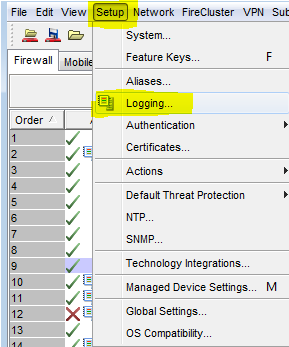 File Edit View Setup Network FireCluster VPN Sub
System...
Feature Keys... F
Firewall Mobile
Aliases...
Logging...
Order /
Authentication
Certificates...
Actions
Default Threat Protection
NTP...
SNMP...
Technology Integrations...
Managed Device Settings... M
Global Settings...
OS Compatibility...
1
2
3
4
5
6
7
8
9
10
11
12
13
14